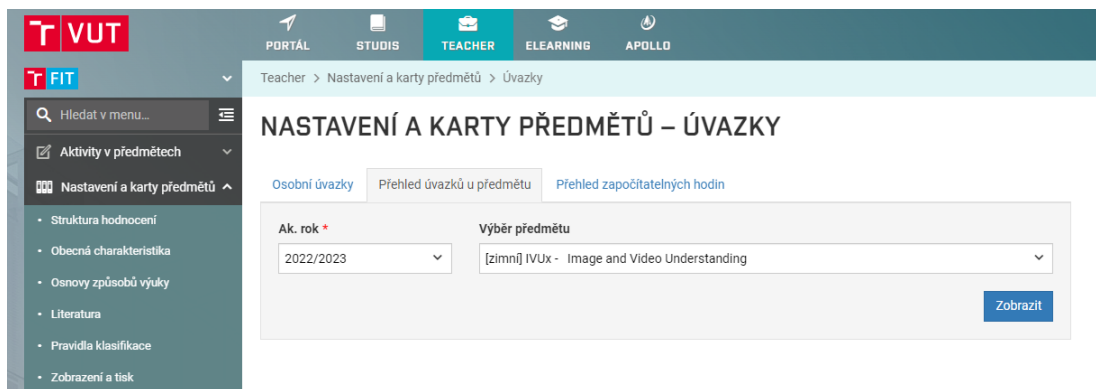 T VUT
PORTÁL STUDIS TEACHER ELEARNING APOLLO
T FIT
Teacher > Nastavení a karty předmětů > Úvazky
Hledat v menu...
NASTAVENÍ A KARTY PŘEDMĚTŮ – ÚVAZKY
Aktivity v předmětech
Nastavení a karty předmětů
Osobní úvazky Přehled úvazků u předmětu Přehled započítatelných hodin
• Struktura hodnocení
• Obecná charakteristika
• Osnovy způsobů výuky
• Literatura
• Pravidla klasifikace
• Zobrazení a tisk
Ak. rok * Výběr předmětu
2022/2023 [zimní] IVUx - Image and Video Understanding
Zobrazit